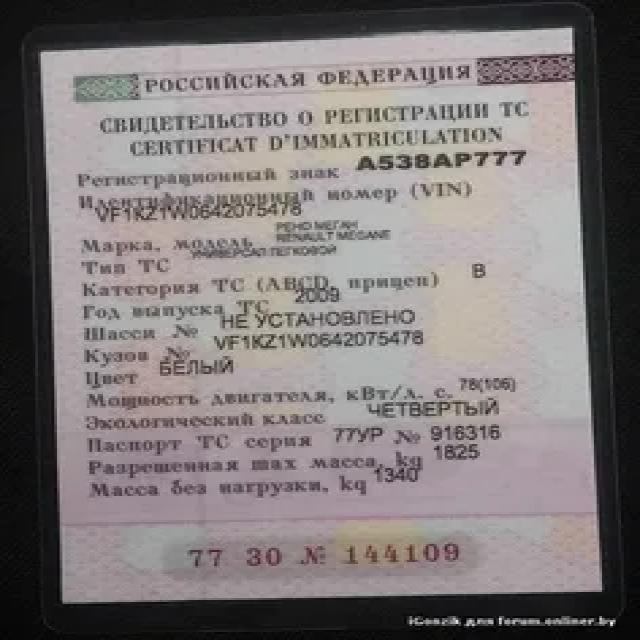 РОССИЙСКАЯ ФЕДЕРАЦИЯ
СВИДЕТЕЛЬСТВО О РЕГИСТРАЦИИ ТС
CERTIFICAT D'IMMATRICULATION
Регистрационный знак А538АР777
Идентификационный номер (VIN)
VF1KZ1W0642075478
Марка, модель РЕНО МЕГАН
RENAULT MEGANE
Тип ТС УНИВЕРСАЛ ЛЕГКОВОЙ
Категория ТС (ABCD, прицеп) B
Год выпуска ТС 2009
Шасси № НЕ УСТАНОВЛЕНО
Кузов № VF1KZ1W0642075478
Цвет БЕЛЫЙ
Мощность двигателя, кВт/л. с. 78(106)
Экологический класс ЧЕТВЕРТЫЙ
Паспорт ТС серия 77УР № 916316
Разрешенная max масса, kg 1825
Масса без нагрузки, kg 1340
77 30 № 144109
iGonzik для forum.onliner.by